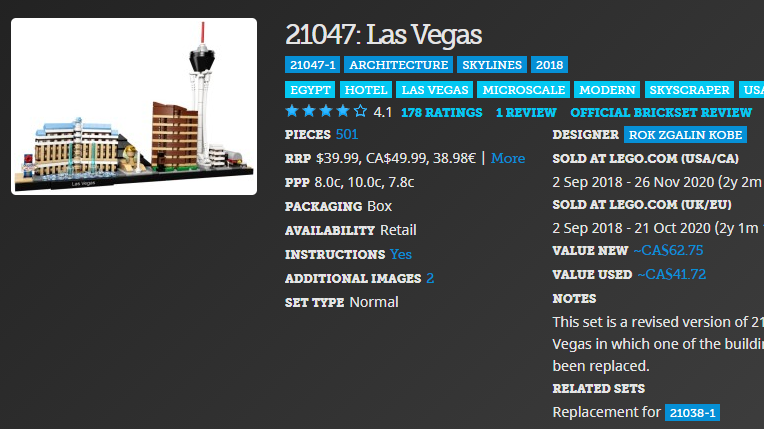 21047: Las Vegas
21047-1 ARCHITECTURE SKYLINES 2018
EGYPT HOTEL LAS VEGAS MICROSCALE MODERN SKYSCRAPER USA
4.1 178 RATINGS 1 REVIEW OFFICIAL BRICKSET REVIEW
PIECES 501
RRP $39.99, CA$49.99, 38.98€ | More
PPP 8.0c, 10.0c, 7.8c
PACKAGING Box
AVAILABILITY Retail
INSTRUCTIONS Yes
ADDITIONAL IMAGES 2
SET TYPE Normal
DESIGNER ROK ZGALIN KOBE
SOLD AT LEGO.COM (USA/CA)
2 Sep 2018 - 26 Nov 2020 (2y 2m
SOLD AT LEGO.COM (UK/EU)
2 Sep 2018 - 21 Oct 2020 (2y 1m
VALUE NEW ~CA$62.75
VALUE USED ~CA$41.72
NOTES
This set is a revised version of 21
Vegas in which one of the buildin
been replaced.
RELATED SETS
Replacement for 21038-1
Las Vegas